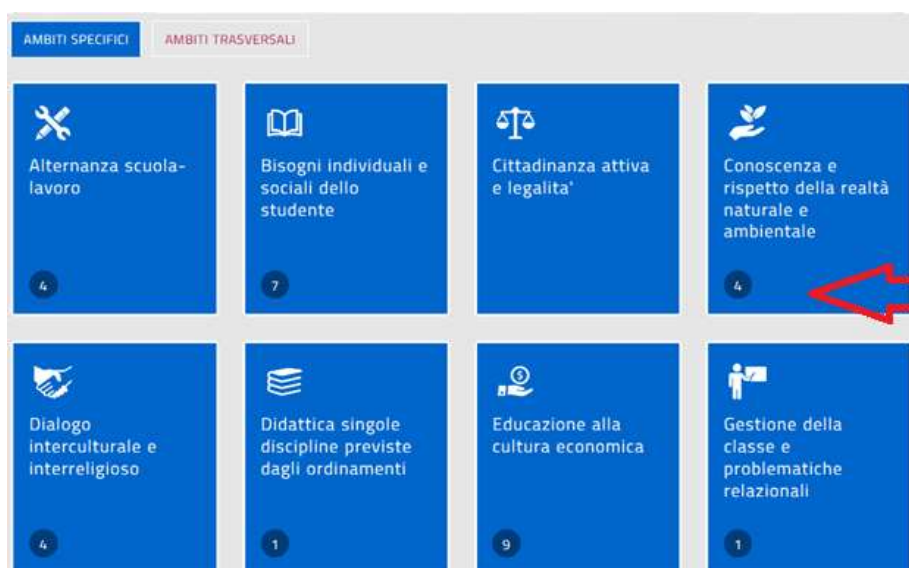 AMBITI SPECIFICI
AMBITI TRASVERSALI
Alternanza scuola-
lavoro
4
Bisogni individuali e
sociali dello
studente
7
Cittadinanza attiva
e legalita'
Conoscenza e
rispetto della realtà
naturale e
ambientale
4
Dialogo
interculturale e
interreligioso
4
Didattica singole
discipline previste
dagli ordinamenti
1
Educazione alla
cultura economica
9
Gestione della
classe e
problematiche
relazionali
1